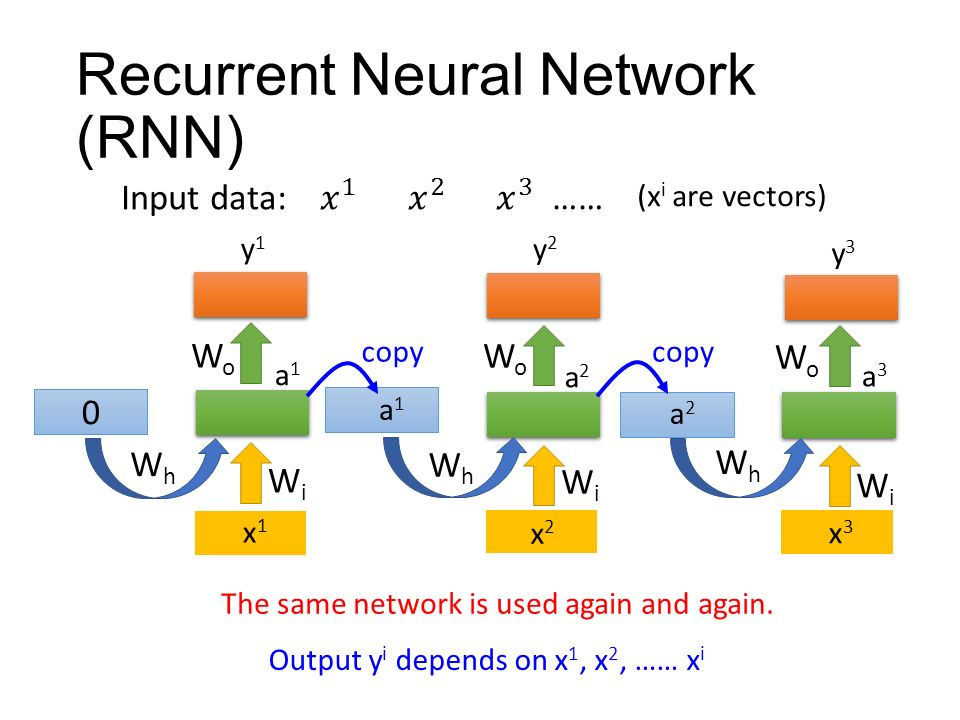 Recurrent Neural Network
(RNN)
Input data: 𝑥¹ 𝑥² 𝑥³ …… (xⁱ are vectors)
y¹ y² y³
Wₒ copy Wₒ copy Wₒ
a¹ a² a³
0 a¹ a²
Wₕ Wₕ Wₕ
Wᵢ Wᵢ Wᵢ
x¹ x² x³
The same network is used again and again.
Output yⁱ depends on x¹, x², …… xⁱ